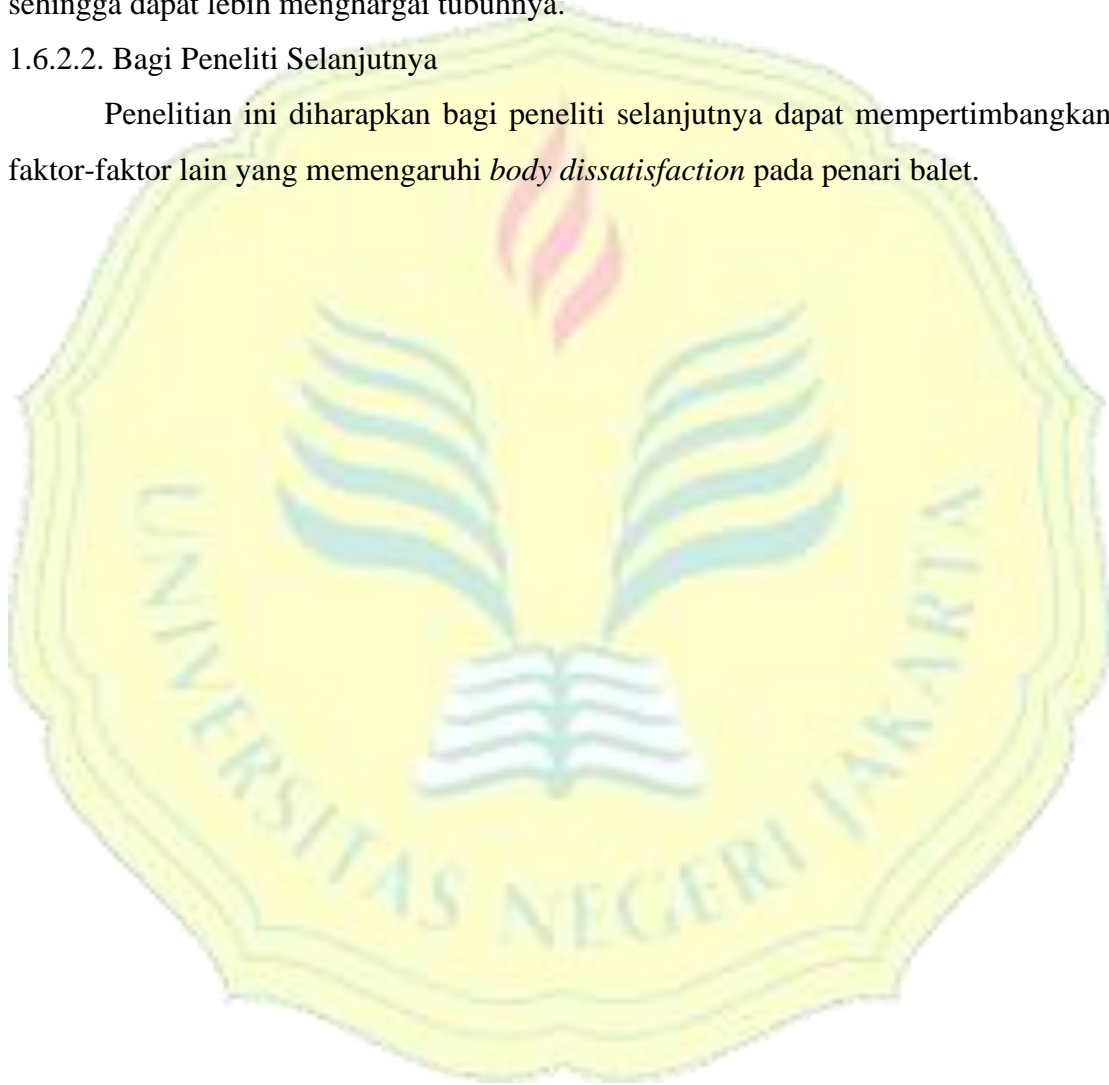 sehingga dapat lebih menghargai tubuhnya.
1.6.2.2. Bagi Peneliti Selanjutnya
Penelitian ini diharapkan bagi peneliti selanjutnya dapat mempertimbangkan
faktor-faktor lain yang memengaruhi body dissatisfaction pada penari balet.
UNIVERSITAS NEGERI JAKARTA